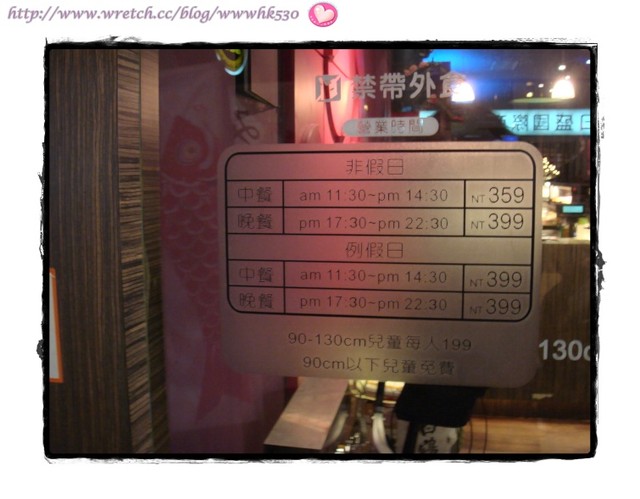 http://www.wretch.cc/blog/wwwhk530
禁帶外食
營業時間
非假日
中餐 am 11:30~pm 14:30 NT 359
晚餐 pm 17:30~pm 22:30 NT 399
例假日
中餐 am 11:30~pm 14:30 NT 399
晚餐 pm 17:30~pm 22:30 NT 399
90-130cm兒童每人199
90cm以下兒童免費
130c